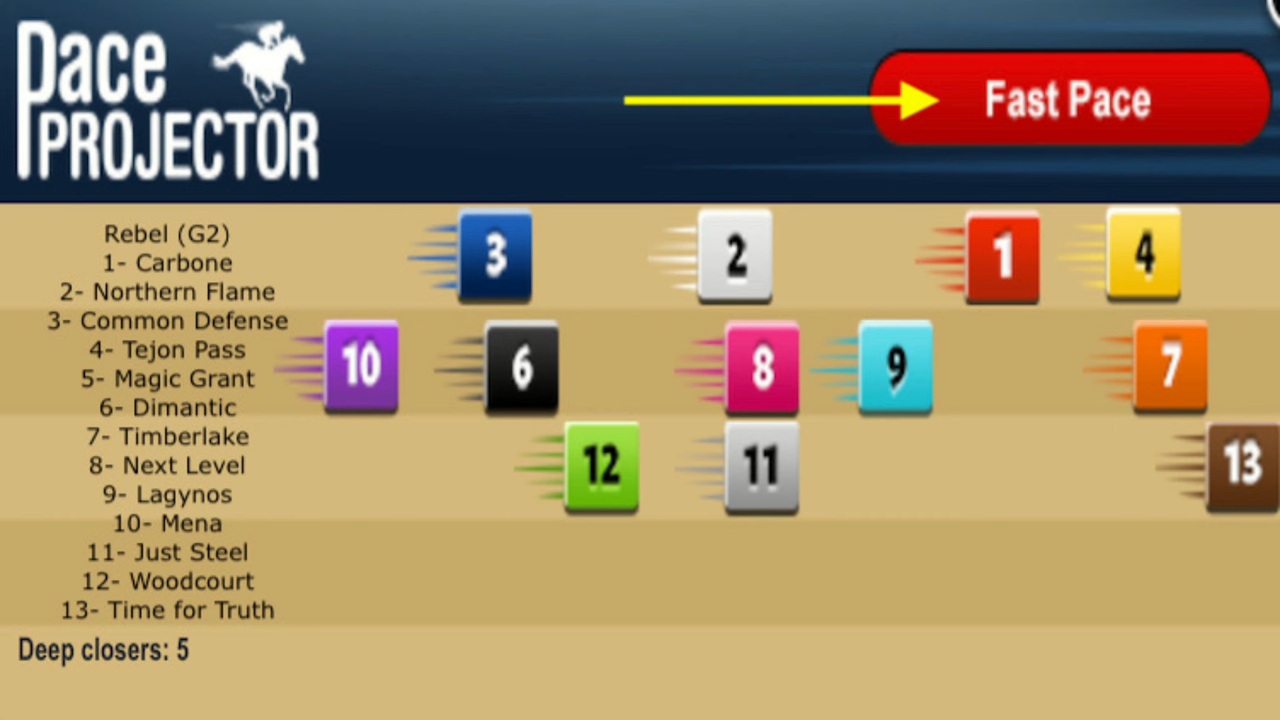 Pace
PROJECTOR
Fast Pace
Rebel (G2)
1- Carbone
2- Northern Flame
3- Common Defense
4- Tejon Pass
5- Magic Grant
6- Dimantic
7- Timberlake
8- Next Level
9- Lagynos
10- Mena
11- Just Steel
12- Woodcourt
13- Time for Truth
3 2 1 4
10 6 8 9 7
12 11 13
Deep closers: 5